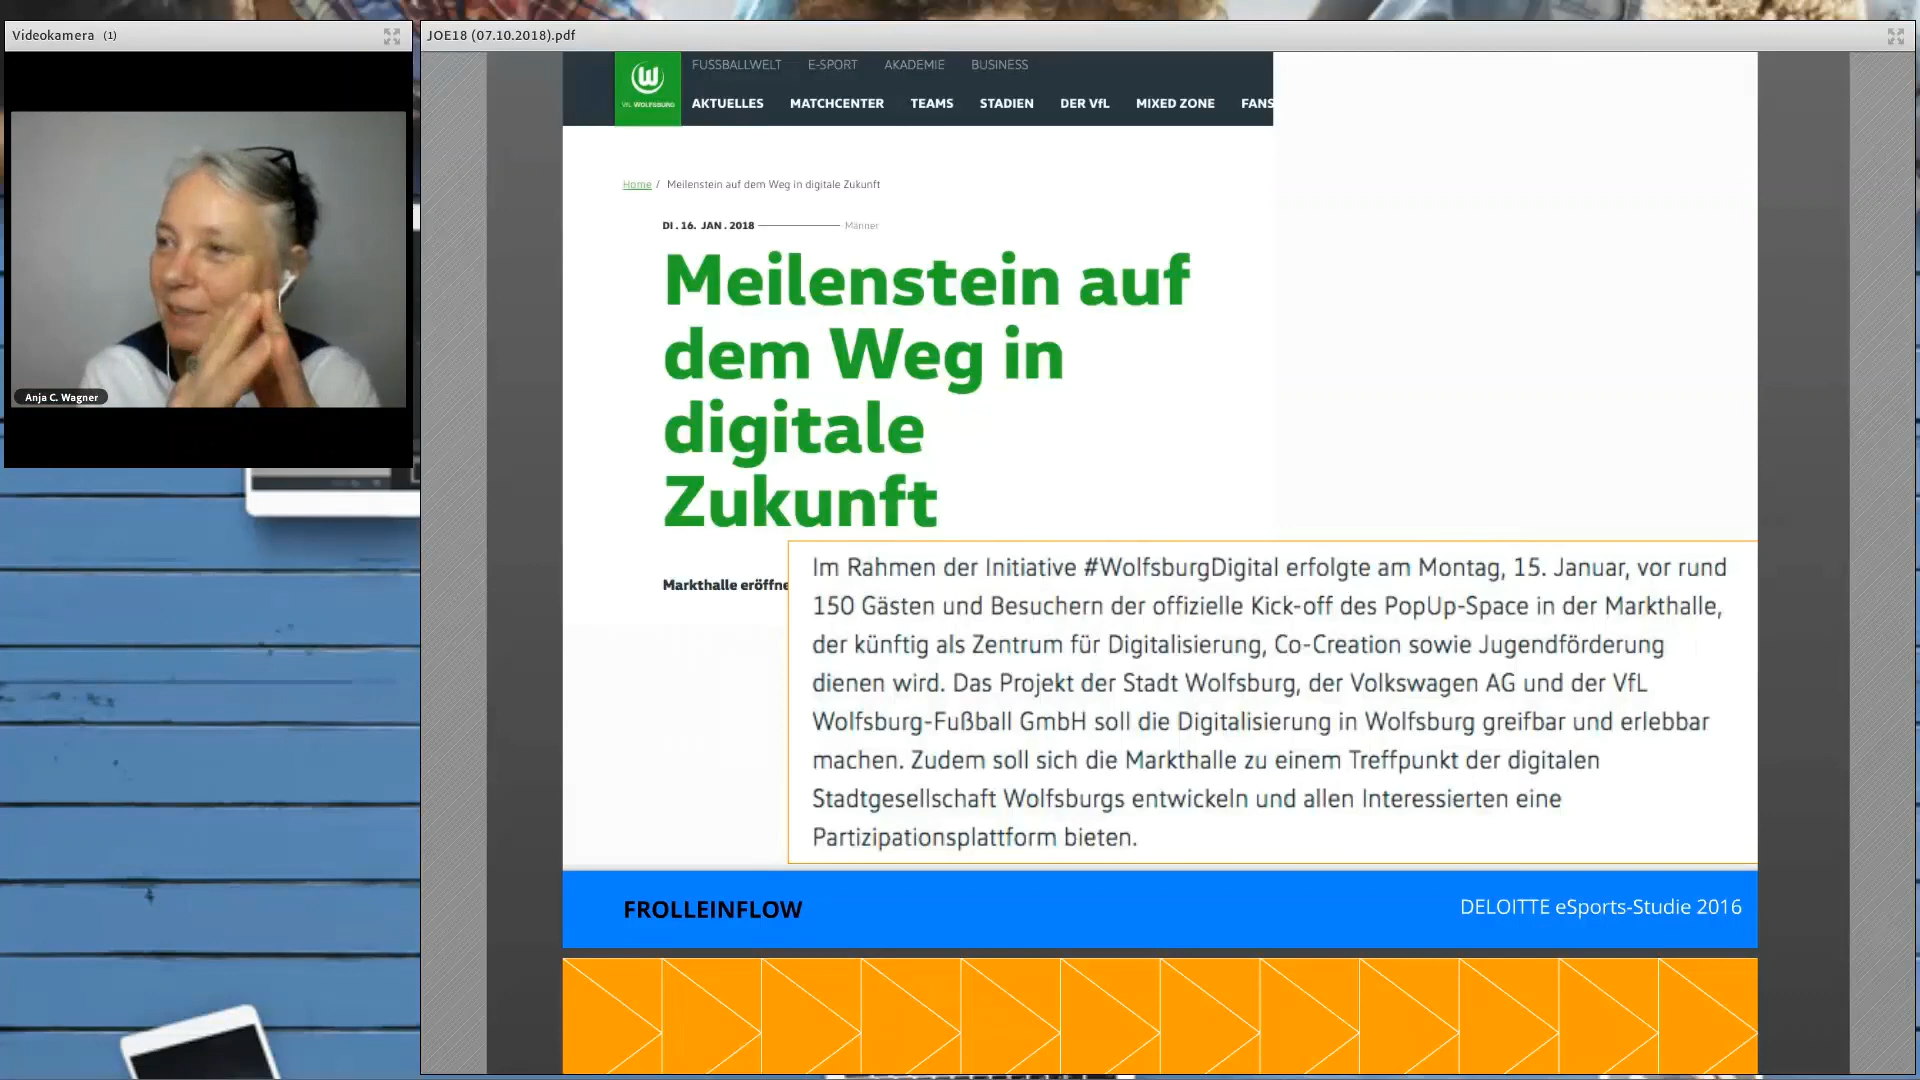 Videokamera (1)
Anja C. Wagner
JOE18 (07.10.2018).pdf
VfL WOLFSBURG
FUSSBALLWELT E-SPORT AKADEMIE BUSINESS
AKTUELLES MATCHCENTER TEAMS STADIEN DER VfL MIXED ZONE FANS
Home / Meilenstein auf dem Weg in digitale Zukunft
DI . 16. JAN . 2018 Männer
Meilenstein auf
dem Weg in
digitale
Zukunft
Markthalle eröffne
Im Rahmen der Initiative #WolfsburgDigital erfolgte am Montag, 15. Januar, vor rund
150 Gästen und Besuchern der offizielle Kick-off des PopUp-Space in der Markthalle,
der künftig als Zentrum für Digitalisierung, Co-Creation sowie Jugendförderung
dienen wird. Das Projekt der Stadt Wolfsburg, der Volkswagen AG und der VfL
Wolfsburg-Fußball GmbH soll die Digitalisierung in Wolfsburg greifbar und erlebbar
machen. Zudem soll sich die Markthalle zu einem Treffpunkt der digitalen
Stadtgesellschaft Wolfsburgs entwickeln und allen Interessierten eine
Partizipationsplattform bieten.
FROLLEINFLOW
DELOITTE eSports-Studie 2016